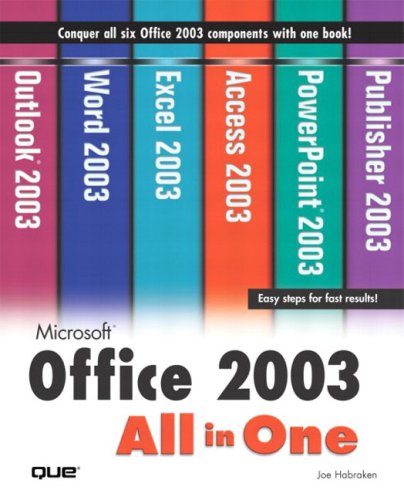 Conquer all six Office 2003 components with one book!
Outlook® 2003
Word 2003
Excel 2003
Access 2003
PowerPoint® 2003
Publisher 2003
Easy steps for fast results!
Microsoft®
Office 2003
All in One
QUE®
Joe Habraken